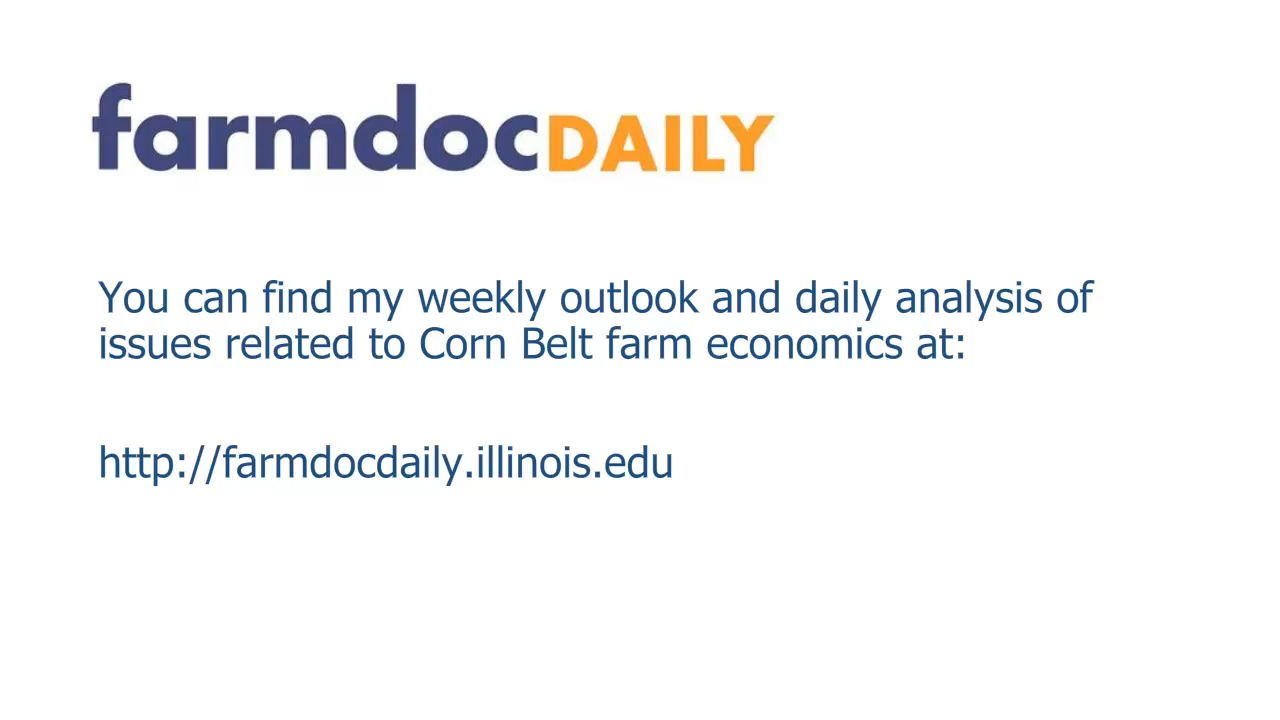 farmdocDAILY
You can find my weekly outlook and daily analysis of
issues related to Corn Belt farm economics at:
http://farmdocdaily.illinois.edu